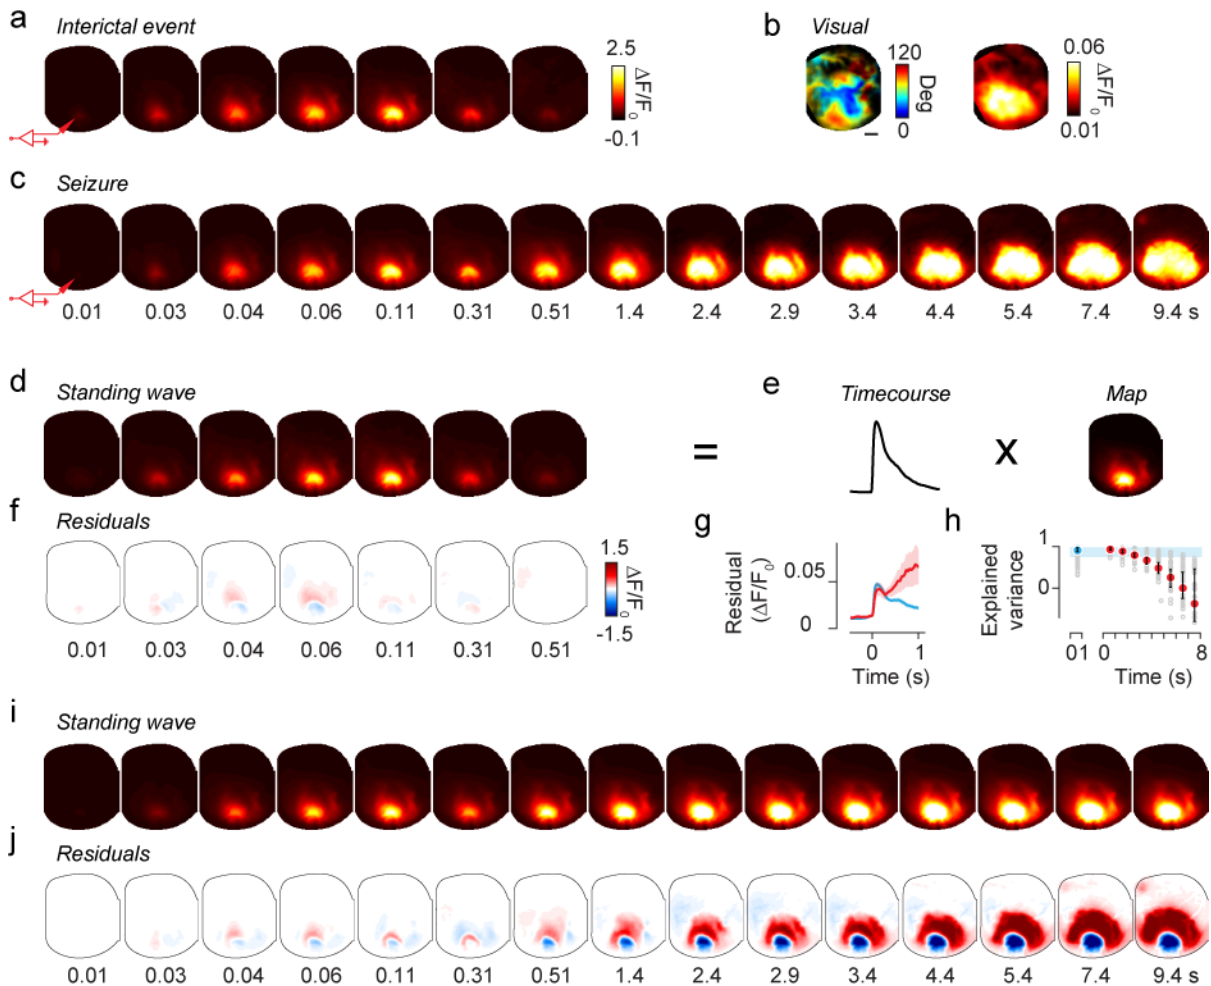 a
Interictal event
2.5
ΔF/F0
-0.1
b
Visual
120
Deg
0
0.06
ΔF/F0
0.01
c
Seizure
0.01 0.03 0.04 0.06 0.11 0.31 0.51 1.4 2.4 2.9 3.4 4.4 5.4 7.4 9.4 s
d
Standing wave
=
e
Timecourse
x
Map
f
Residuals
1.5
ΔF/F0
-1.5
0.01 0.03 0.04 0.06 0.11 0.31 0.51
g
Residual
(ΔF/F0)
0.05
0
0 1
Time (s)
h
Explained
variance
1
0
01 0 8
Time (s)
i
Standing wave
j
Residuals
0.01 0.03 0.04 0.06 0.11 0.31 0.51 1.4 2.4 2.9 3.4 4.4 5.4 7.4 9.4 s